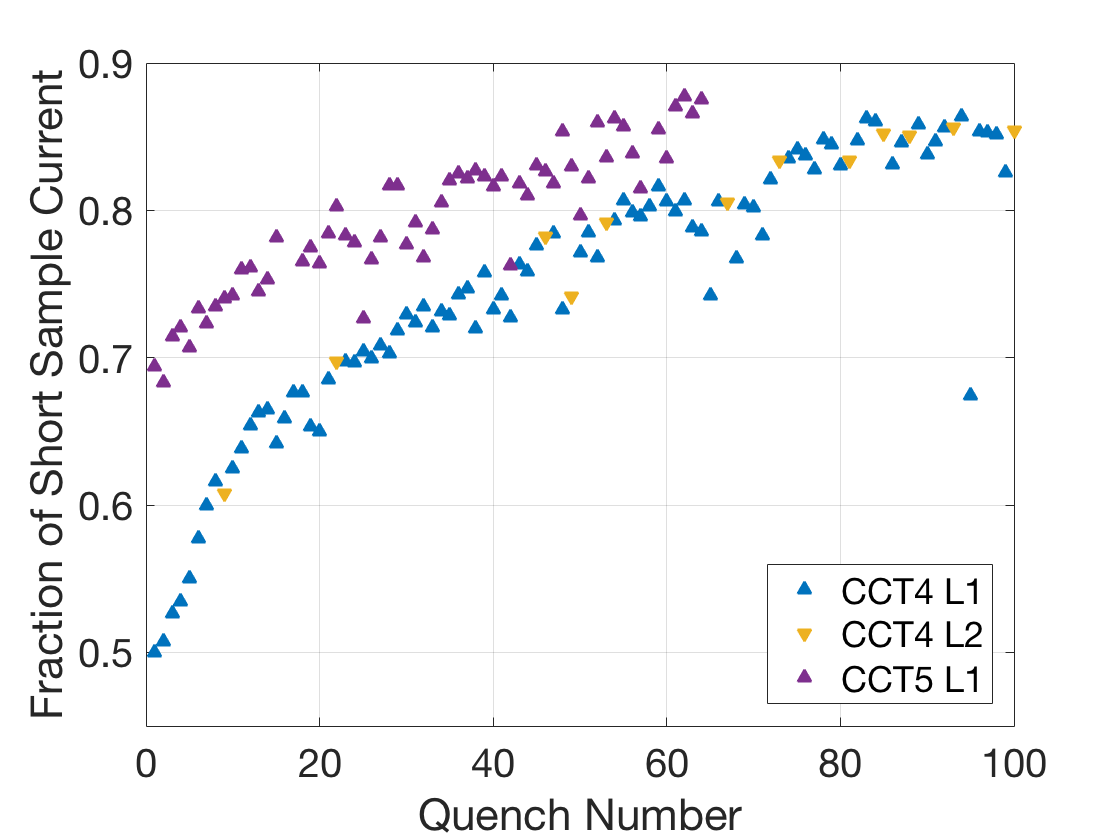 Fraction of Short Sample Current
0.9
0.8
0.7
0.6
0.5
CCT4 L1
CCT4 L2
CCT5 L1
0 20 40 60 80 100
Quench Number